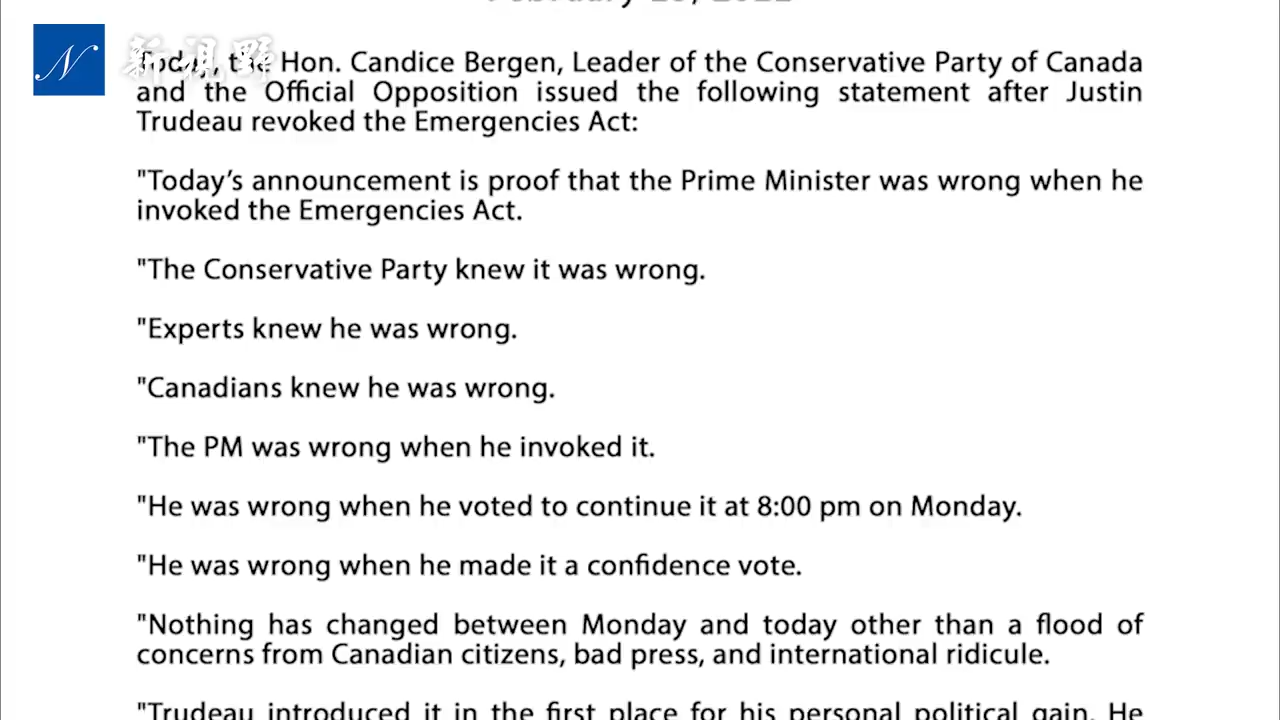 February 23, 2022
N 新视野
Today, the Hon. Candice Bergen, Leader of the Conservative Party of Canada
and the Official Opposition issued the following statement after Justin
Trudeau revoked the Emergencies Act:
"Today’s announcement is proof that the Prime Minister was wrong when he
invoked the Emergencies Act.
"The Conservative Party knew it was wrong.
"Experts knew he was wrong.
"Canadians knew he was wrong.
"The PM was wrong when he invoked it.
"He was wrong when he voted to continue it at 8:00 pm on Monday.
"He was wrong when he made it a confidence vote.
"Nothing has changed between Monday and today other than a flood of
concerns from Canadian citizens, bad press, and international ridicule.
"Trudeau introduced it in the first place for his personal political gain. He